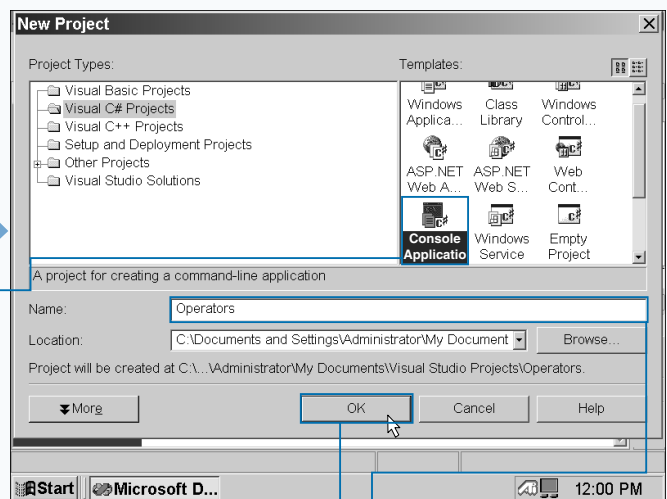 New Project
Project Types:
Templates:
Visual Basic Projects
Visual C# Projects
Visual C++ Projects
Setup and Deployment Projects
Other Projects
Visual Studio Solutions
Windows Applica...
Class Library
Windows Control...
ASP.NET Web A...
ASP.NET Web S...
Web Cont...
Console Applicatio
Windows Service
Empty Project
A project for creating a command-line application
Name:
Operators
Location:
C:\Documents and Settings\Administrator\My Document
Browse...
Project will be created at C:\...\Administrator\My Documents\Visual Studio Projects\Operators.
More
OK
Cancel
Help
Start
Microsoft D...
12:00 PM